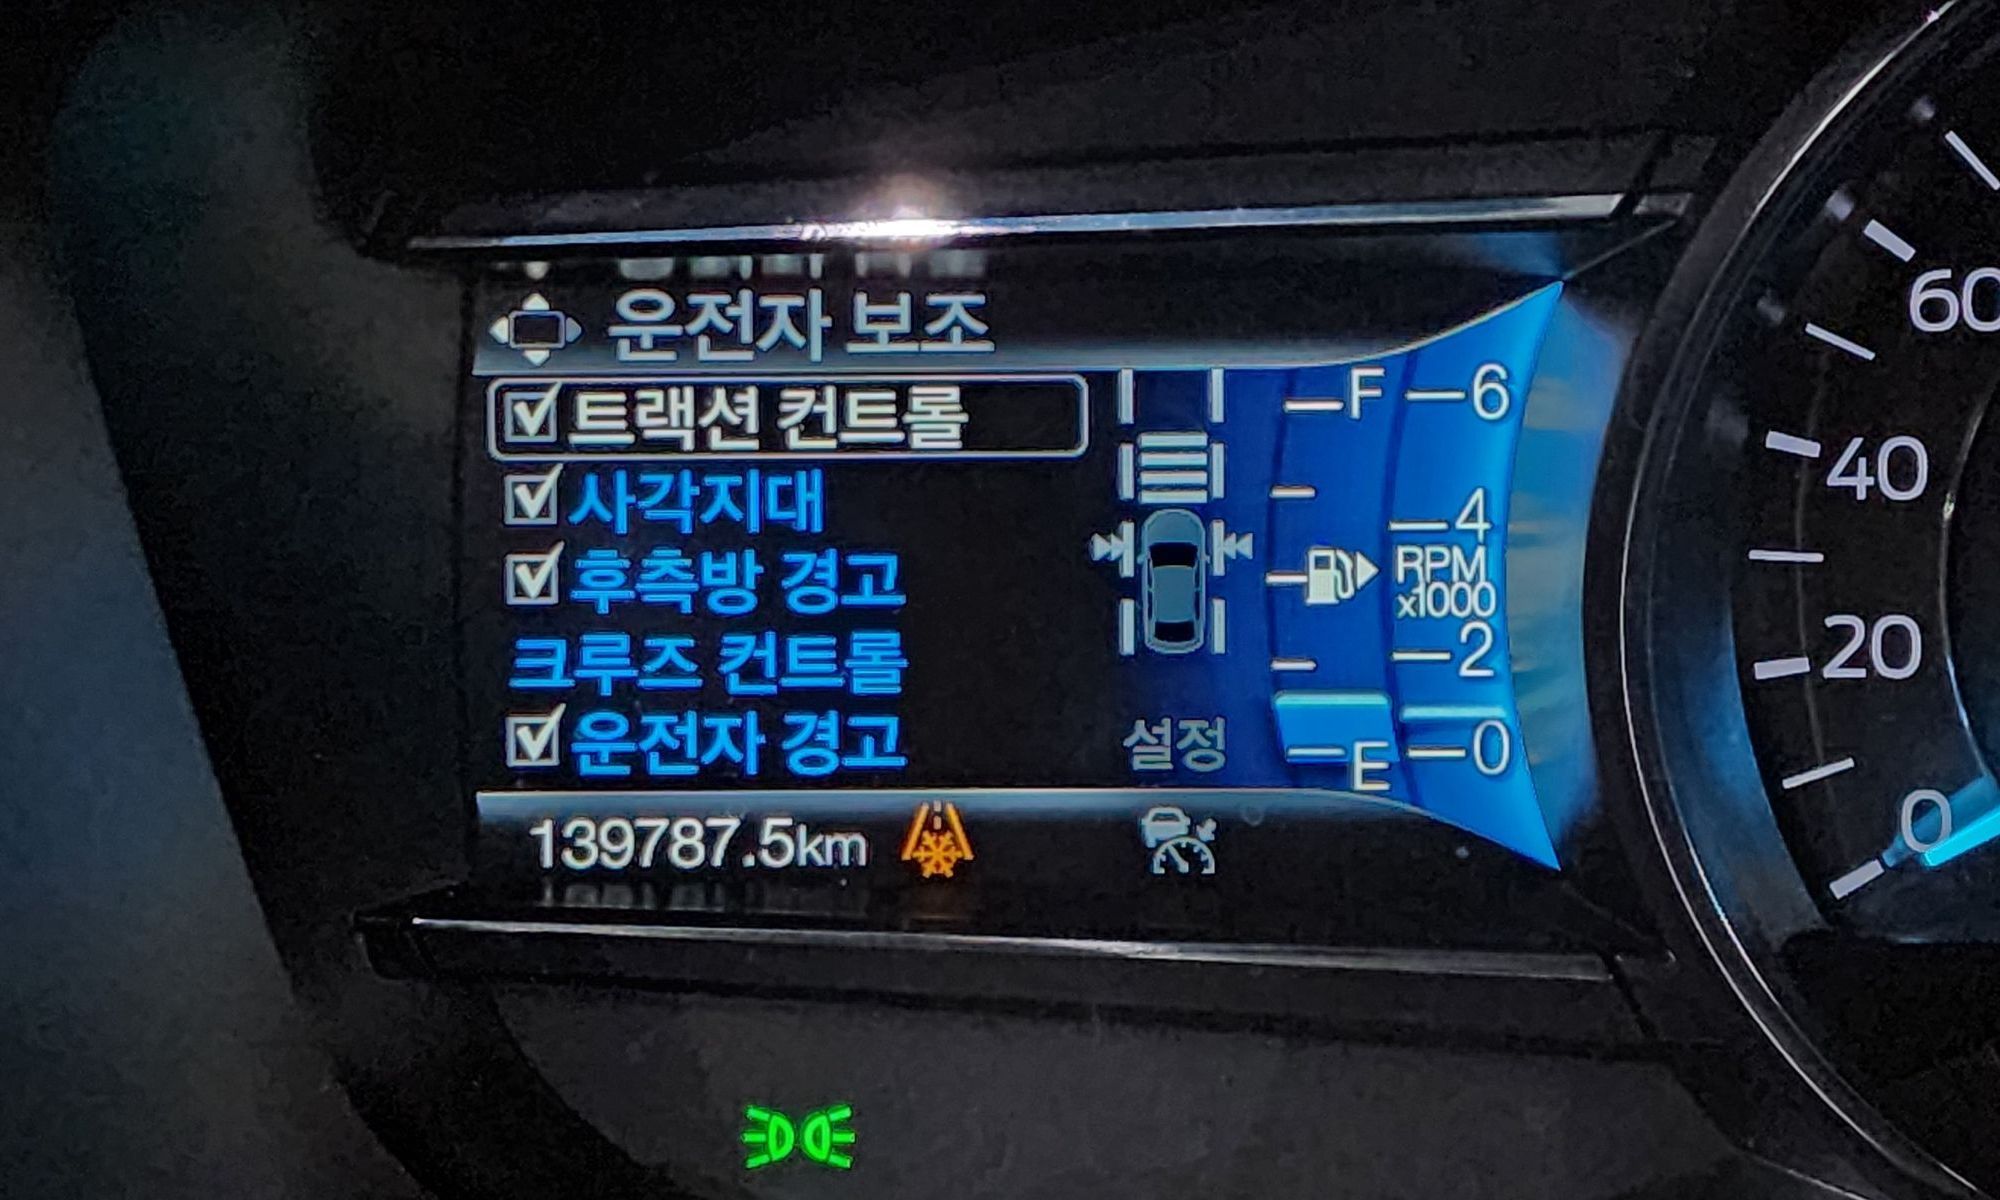 운전자 보조
트랙션 컨트롤
사각지대
후측방 경고
크루즈 컨트롤
운전자 경고
설정
139787.5km
F
E
6
4
RPM
x1000
2
0
60
40
20
0